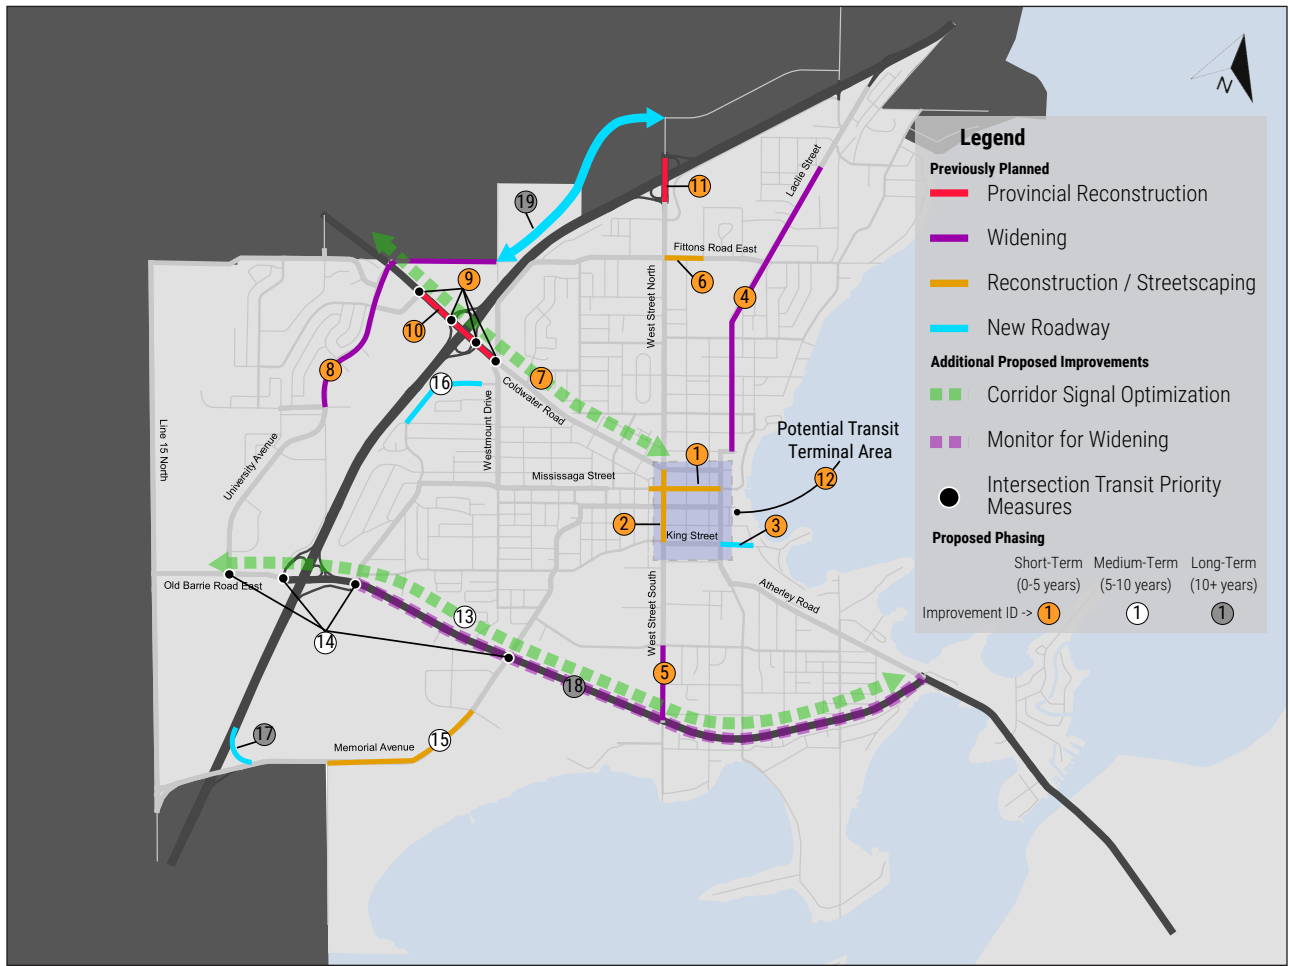 N
Legend
Previously Planned
Provincial Reconstruction
Widening
Reconstruction / Streetscaping
New Roadway
Additional Proposed Improvements
Corridor Signal Optimization
Monitor for Widening
Intersection Transit Priority
Measures
Proposed Phasing
Short-Term Medium-Term Long-Term
(0-5 years) (5-10 years) (10+ years)
Improvement ID -> 1 1 1
11
Laclie Street
19
Fittons Road East
9
6
West Street North
4
10
8
16
7
Coldwater Road
Line 15 North
Westmount Drive
University Avenue
Potential Transit
Terminal Area
1
Mississaga Street
12
2
King Street
3
Old Barrie Road East
Atherley Road
13
14
West Street South
5
18
17
15
Memorial Avenue